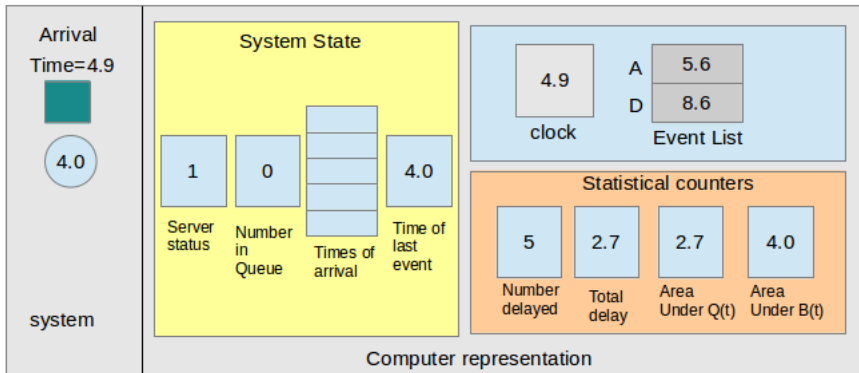 Arrival
Time=4.9
4.0
system
System State
1
0
4.0
Server
status
Number
in
Queue
Times of
arrival
Time of
last
event
4.9
clock
A
5.6
D
8.6
Event List
Statistical counters
5
2.7
2.7
4.0
Number
delayed
Total
delay
Area
Under Q(t)
Area
Under B(t)
Computer representation